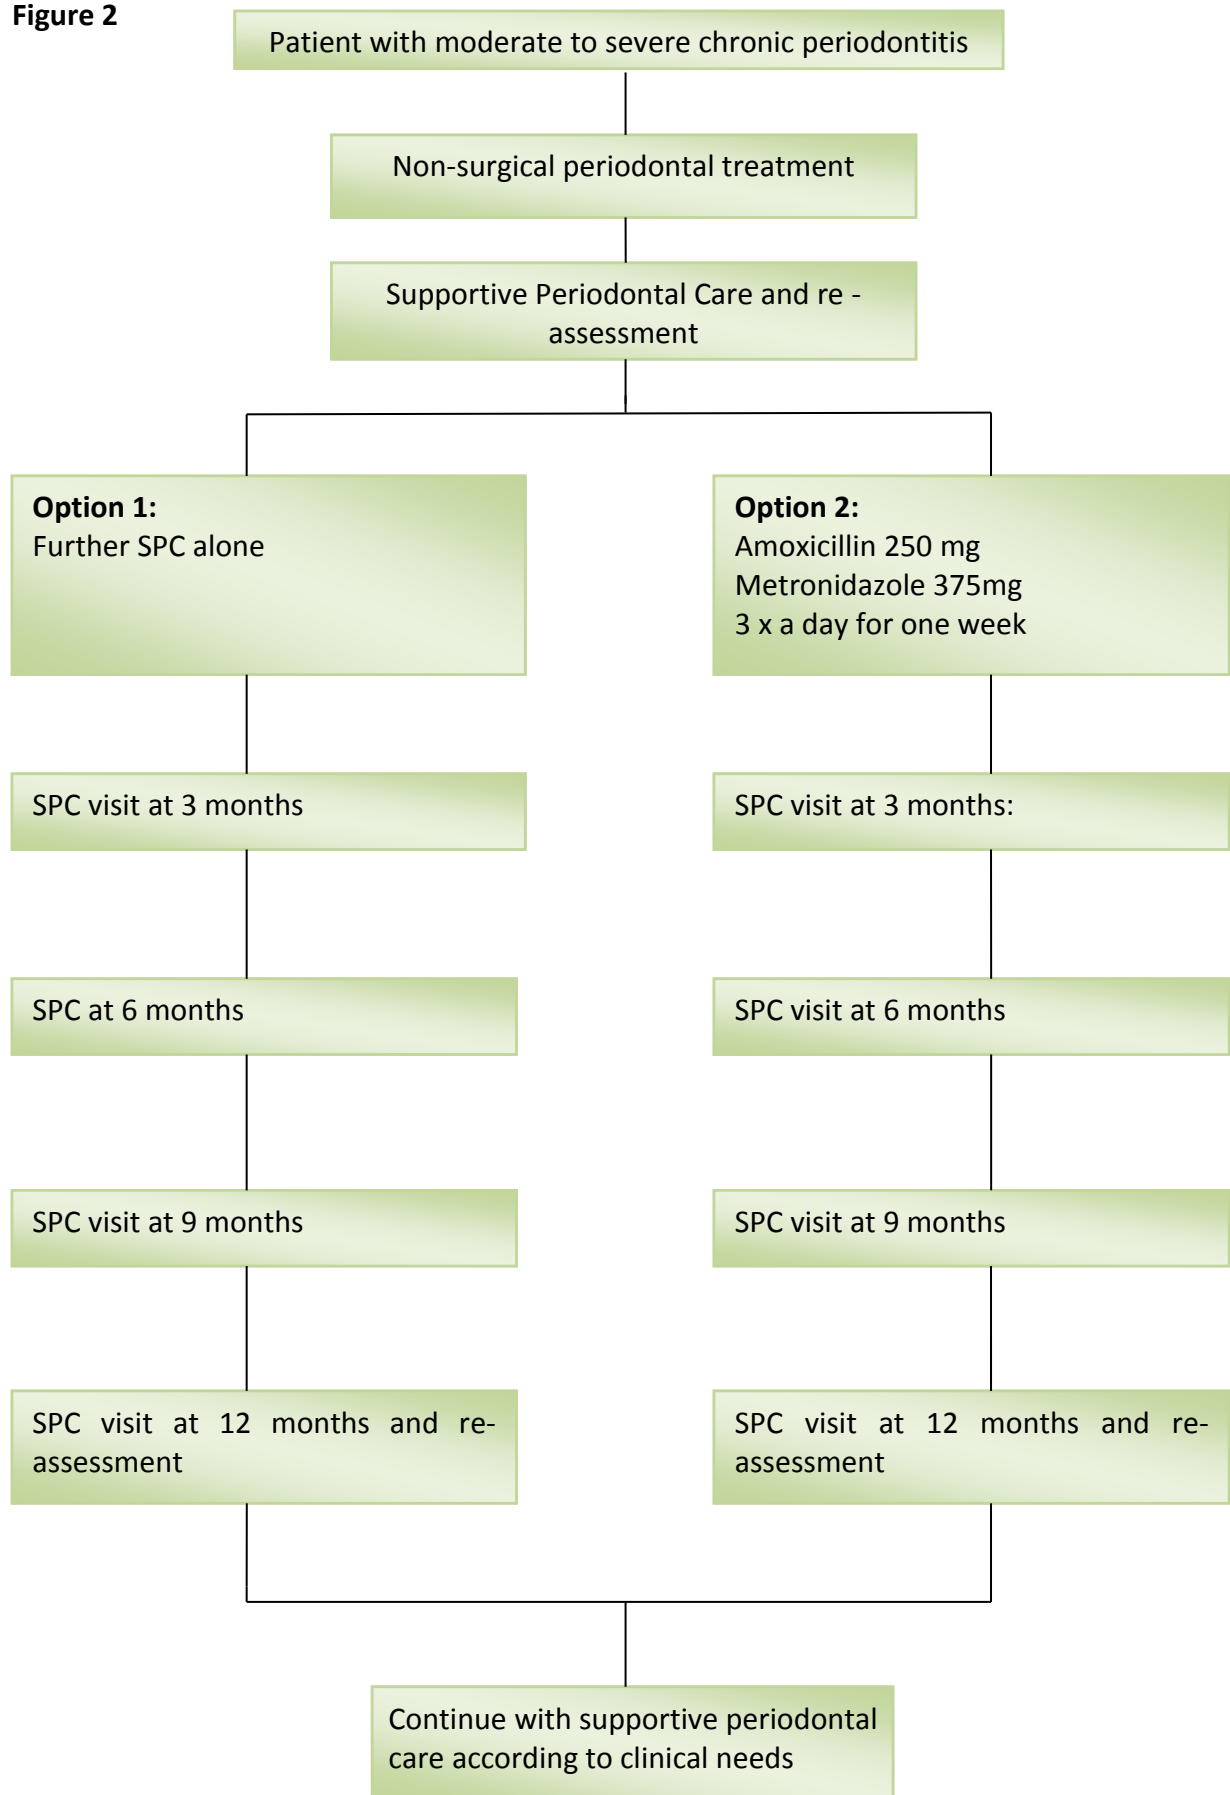 Figure 2
Patient with moderate to severe chronic periodontitis
Non-surgical periodontal treatment
Supportive Periodontal Care and re -
assessment
Option 1:
Further SPC alone
Option 2:
Amoxicillin 250 mg
Metronidazole 375mg
3 x a day for one week
SPC visit at 3 months
SPC visit at 3 months:
SPC at 6 months
SPC visit at 6 months
SPC visit at 9 months
SPC visit at 9 months
SPC visit at 12 months and re-
assessment
SPC visit at 12 months and re-
assessment
Continue with supportive periodontal
care according to clinical needs